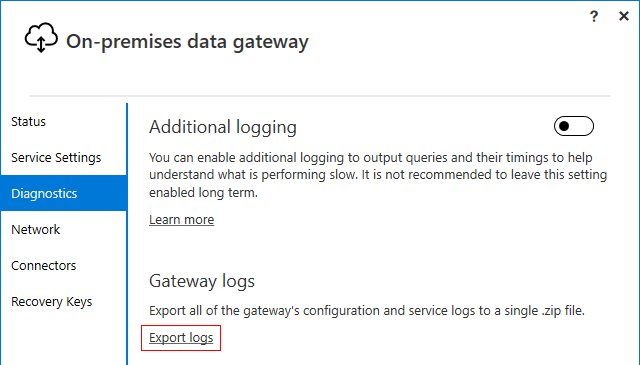 ? ×
On-premises data gateway
Status
Service Settings
Diagnostics
Network
Connectors
Recovery Keys
Additional logging
You can enable additional logging to output queries and their timings to help
understand what is performing slow. It is not recommended to leave this setting
enabled long term.
Learn more
Gateway logs
Export all of the gateway's configuration and service logs to a single .zip file.
Export logs